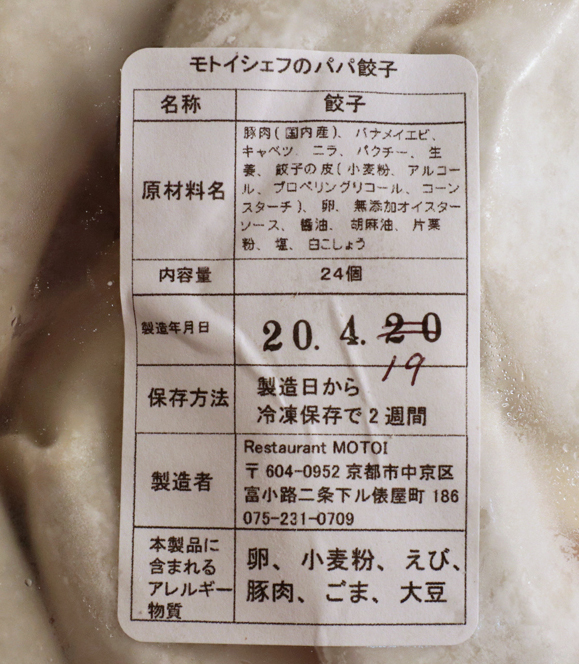 モトイシェフのパパ餃子
名称 餃子
原材料名
豚肉(国内産)、バナメイエビ、
キャベツ、ニラ、パクチー、生
姜、餃子の皮(小麦粉、アルコー
ル、プロペリングリコール、コーン
スターチ)、卵、無添加オイスター
ソース、醤油、胡麻油、片栗
粉、塩、白こしょう
内容量 24個
製造年月日 20.4.20
19
保存方法
製造日から
冷凍保存で2週間
製造者
Restaurant MOTOI
〒604-0952 京都市中京区
富小路二条下ル俵屋町 186
075-231-0709
本製品に
含まれる
アレルギー
物質
卵、小麦粉、えび、
豚肉、ごま、大豆